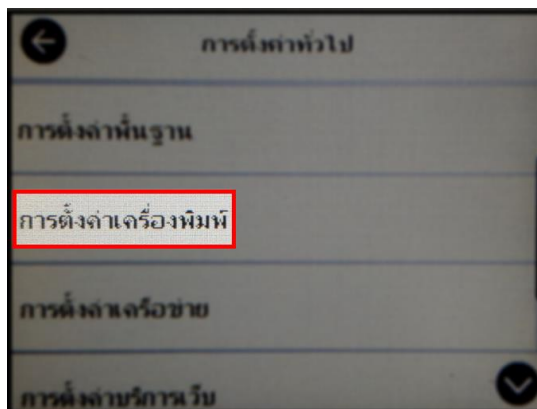 การตั้งค่าทั่วไป
การตั้งค่าพื้นฐาน
การตั้งค่าเครื่องพิมพ์
การตั้งค่าเครือข่าย
การตั้งค่าบริการเว็บ